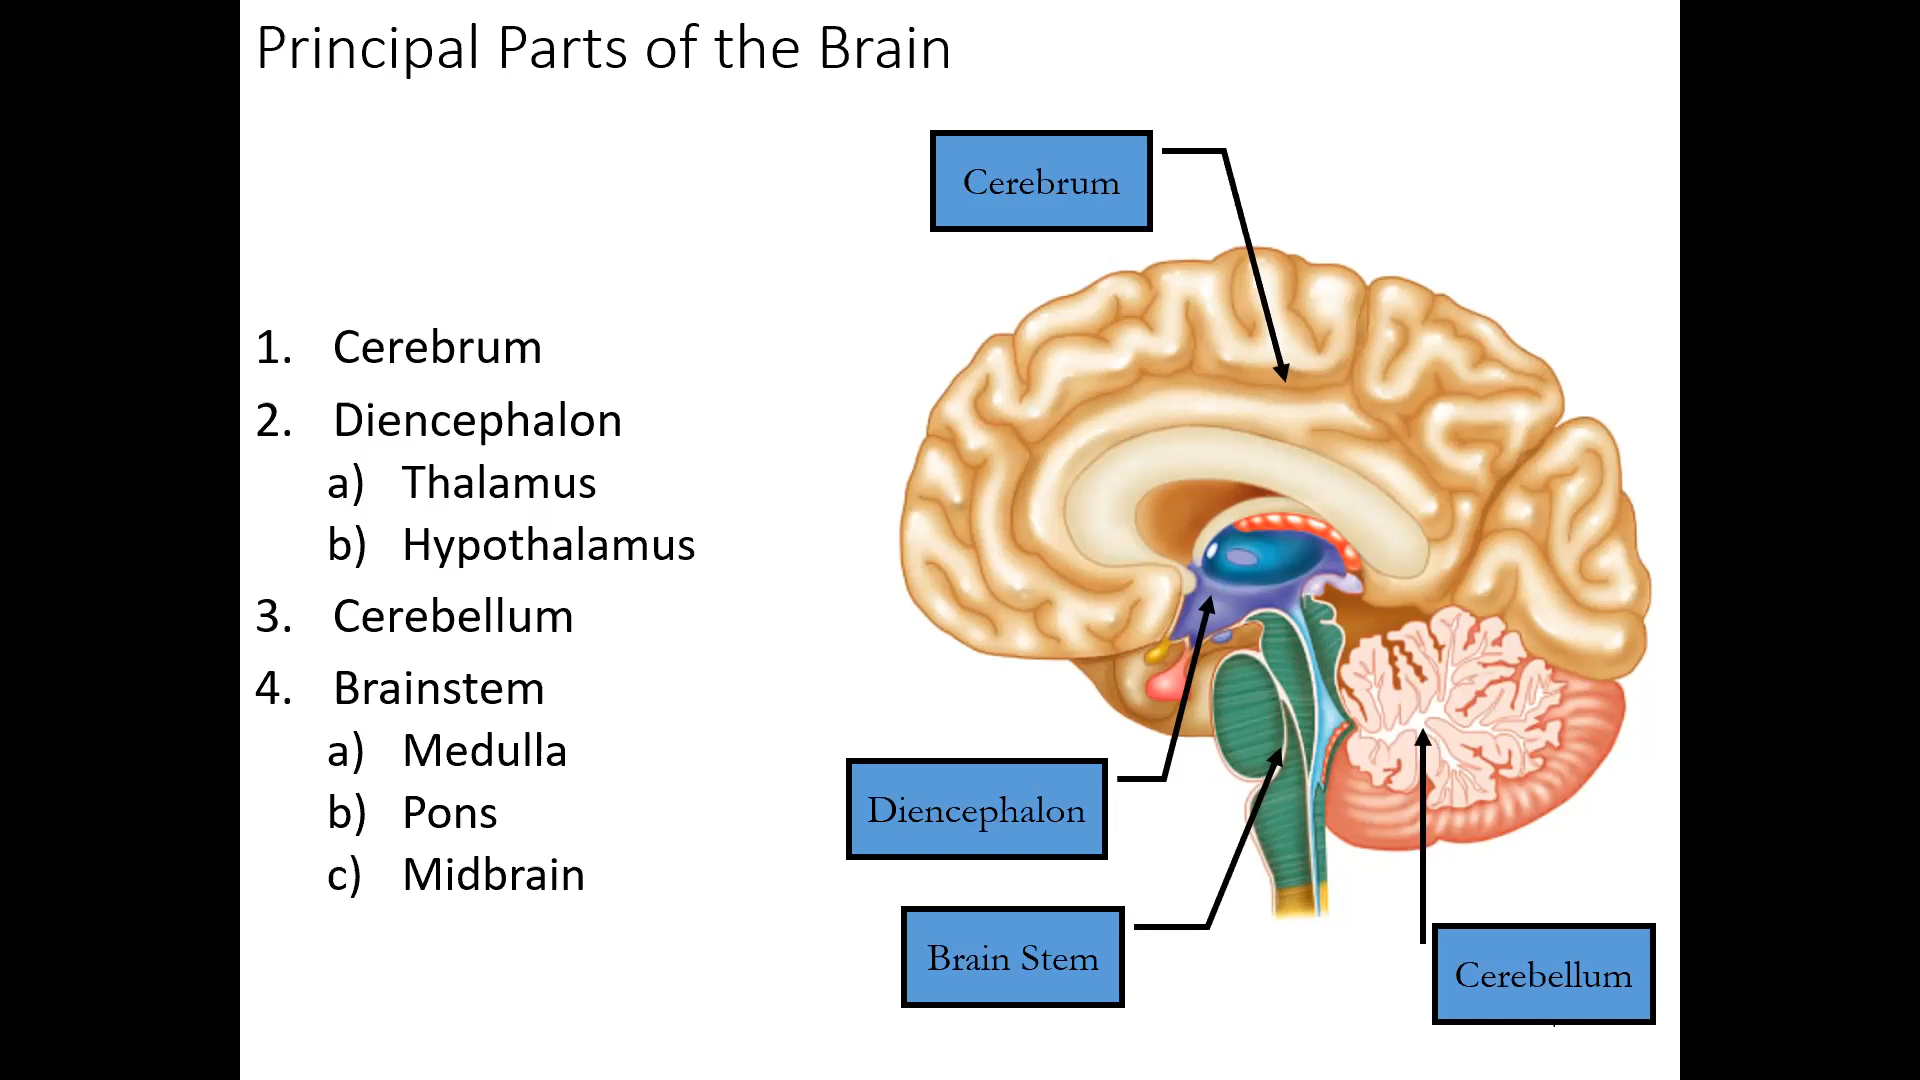 Principal Parts of the Brain
Cerebrum
1. Cerebrum
2. Diencephalon
a) Thalamus
b) Hypothalamus
3. Cerebellum
4. Brainstem
a) Medulla
b) Pons
c) Midbrain
Diencephalon
Brain Stem
Cerebellum